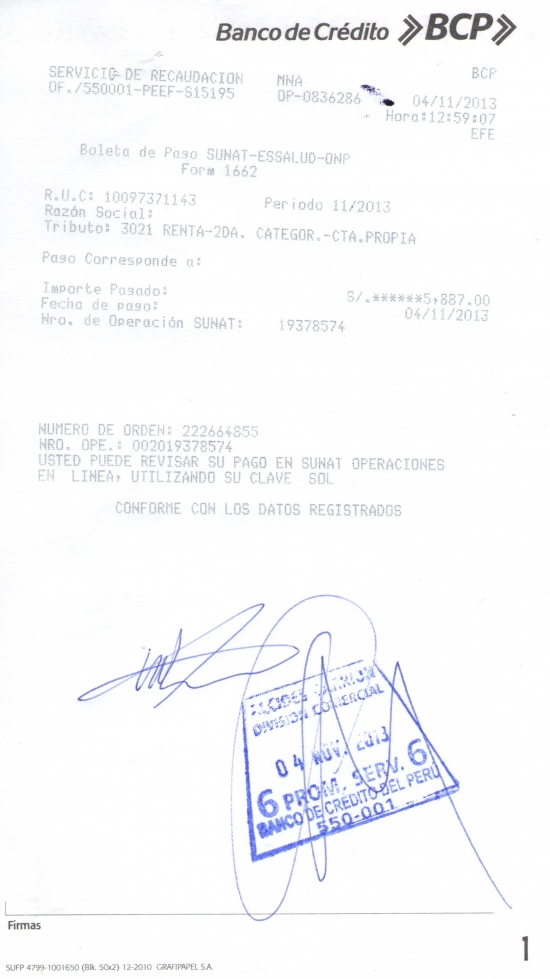 Banco de Crédito BCP
SERVICIO DE RECAUDACION MNA BCP
OF./550001-PEEF-S15195 OP-0836286 04/11/2013
Hora:12:59:07
EFE
Boleta de Pago SUNAT-ESSALUD-ONP
Form 1662
R.U.C: 10097371143 Periodo 11/2013
Razón Social:
Tributo: 3021 RENTA-2DA. CATEGOR.-CTA.PROPIA
Pago Corresponde a:
Importe Pagado: S/.******5,887.00
Fecha de pago: 04/11/2013
Nro. de Operación SUNAT: 19378574
NUMERO DE ORDEN: 222664855
NRO. OPE.: 002019378574
USTED PUEDE REVISAR SU PAGO EN SUNAT OPERACIONES
EN LINEA, UTILIZANDO SU CLAVE SOL
CONFORME CON LOS DATOS REGISTRADOS
ALCIDES CARRION
DIVISION COMERCIAL
04 NOV. 2013
6 PROM. SERV. 6
BANCO DE CRÉDITO DEL PERÚ
550-001
Firmas
1
SUFP 4799-1001650 (Blk. 50x2) 12-2010 GRAFIPAPEL S.A.